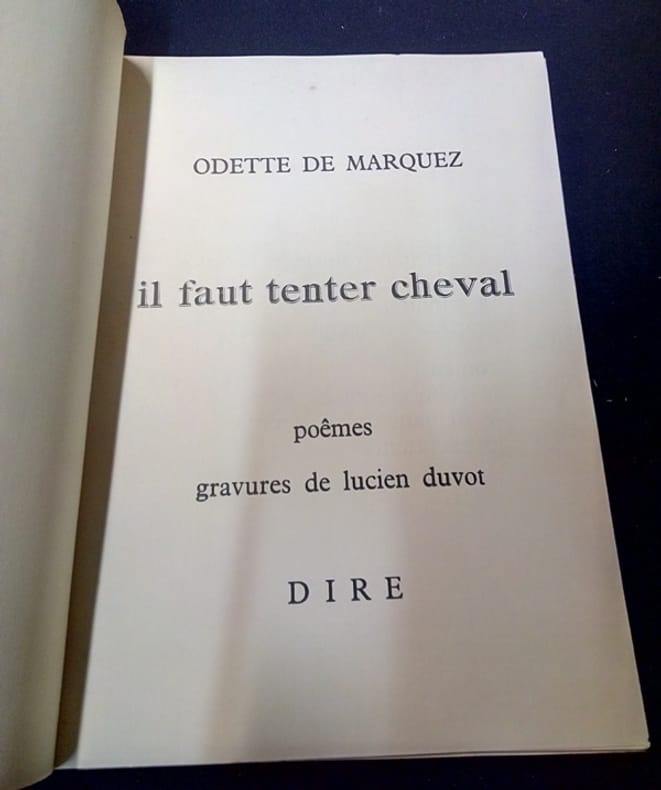 ODETTE DE MARQUEZ
il faut tenter cheval
poêmes
gravures de lucien duvot
DIRE